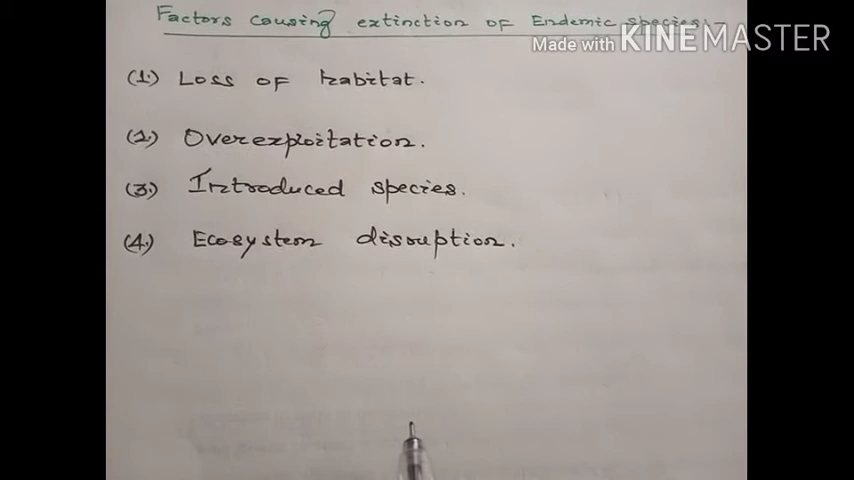 Factors causing extinction of Endemic species:-
Made with KINEMASTER
(1.) Loss of habitat.
(2.) Overexploitation.
(3.) Introduced species.
(4.) Ecosystem disruption.